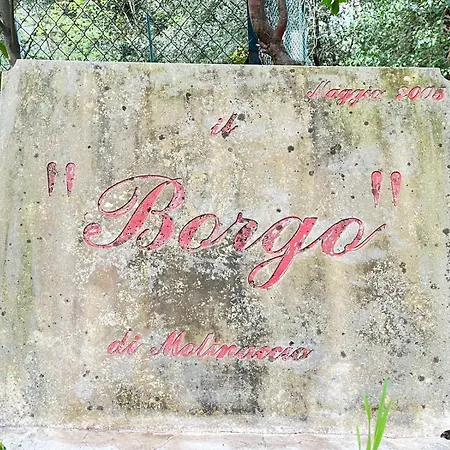 Maggio 2005
il
"Borgo"
di Molinaccio